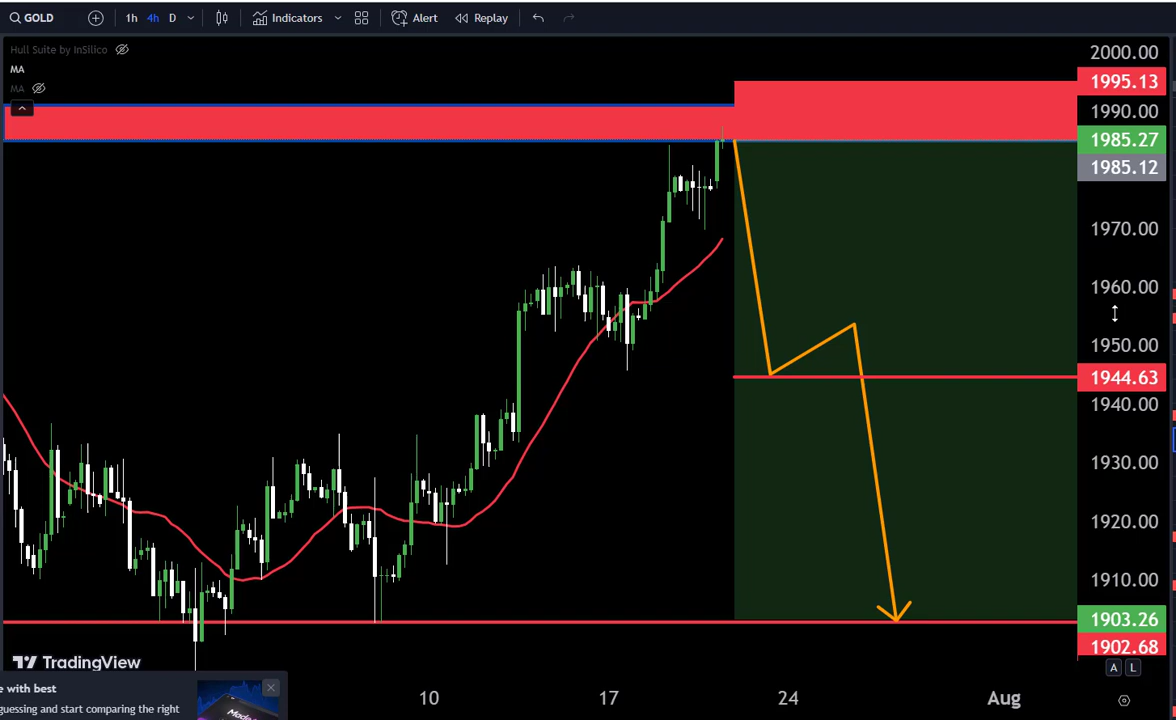 GOLD 1h 4h D Indicators Alert Replay
Hull Suite by InSilico
MA
MA
2000.00
1995.13
1990.00
1985.27
1985.12
1970.00
1960.00
1950.00
1944.63
1940.00
1930.00
1920.00
1910.00
1903.26
1902.68
TradingView
A L
e with best
guessing and start comparing the right
10 17 24 Aug